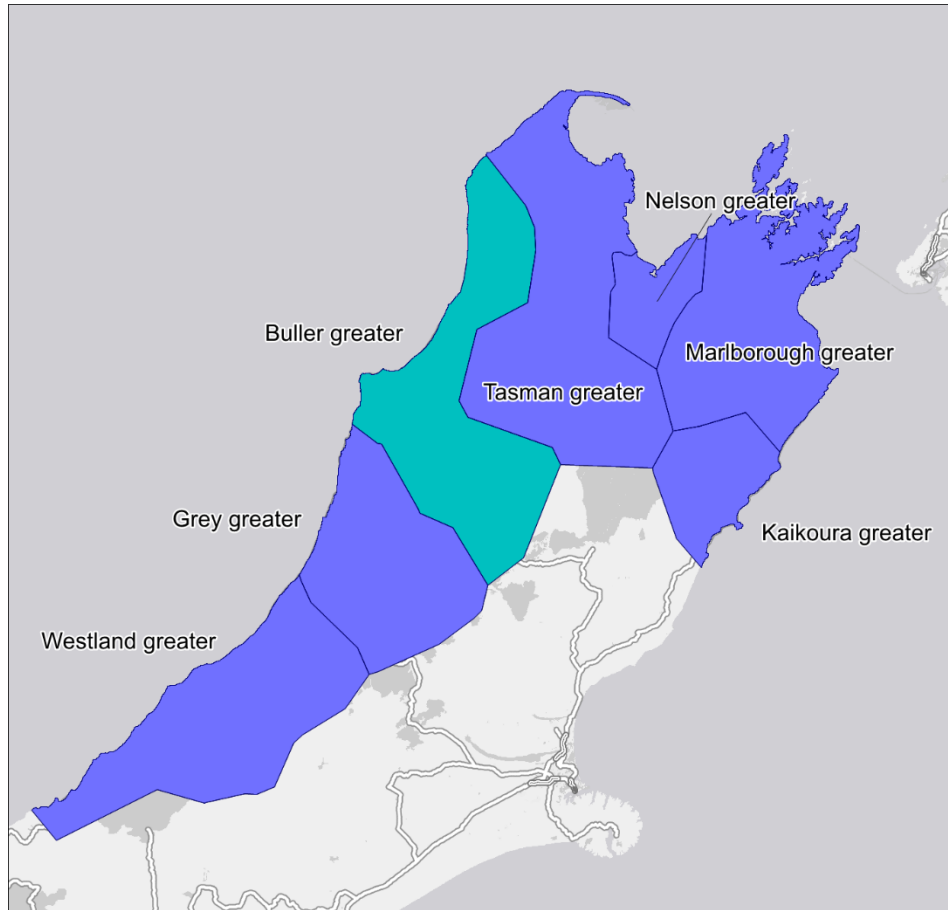 Nelson greater
Buller greater
Marlborough greater
Tasman greater
Grey greater
Kaikoura greater
Westland greater